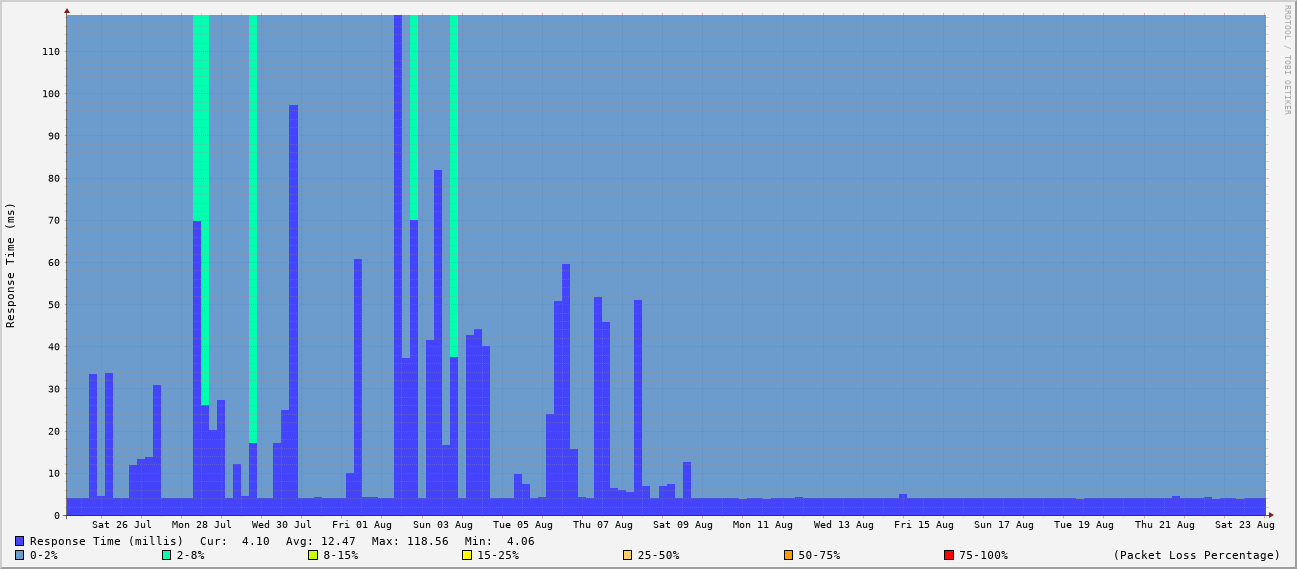 RRDTOOL / TOBI OETIKER
Response Time (ms)
110
100
90
80
70
60
50
40
30
20
10
0
Sat 26 Jul Mon 28 Jul Wed 30 Jul Fri 01 Aug Sun 03 Aug Tue 05 Aug Thu 07 Aug Sat 09 Aug Mon 11 Aug Wed 13 Aug Fri 15 Aug Sun 17 Aug Tue 19 Aug Thu 21 Aug Sat 23 Aug
Response Time (millis) Cur: 4.10 Avg: 12.47 Max: 118.56 Min: 4.06
0-2% 2-8% 8-15% 15-25% 25-50% 50-75% 75-100% (Packet Loss Percentage)